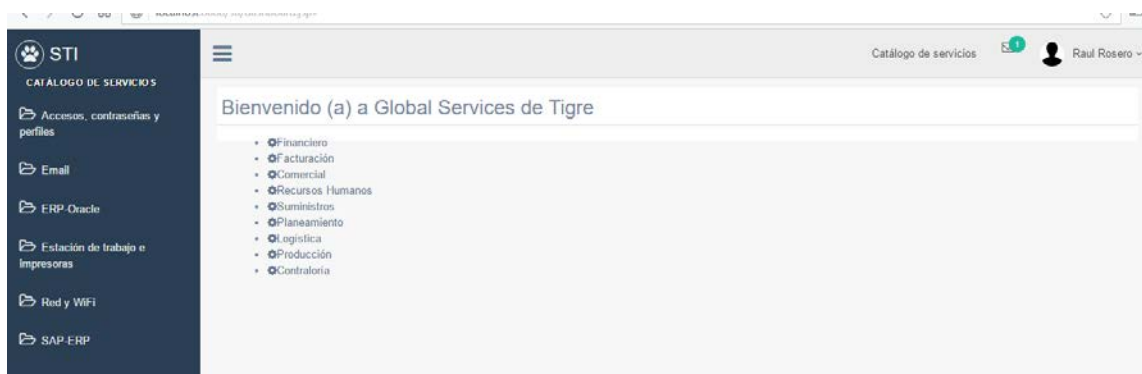 STI
CATÁLOGO DE SERVICIOS
Accesos, contraseñas y
perfiles
Email
ERP-Oracle
Estación de trabajo e
Impresoras
Red y WiFi
SAP-ERP
Catálogo de servicios
1
Raul Rosero
Bienvenido (a) a Global Services de Tigre
Financiero
Facturación
Comercial
Recursos Humanos
Suministros
Planeamiento
Logística
Producción
Contraloría